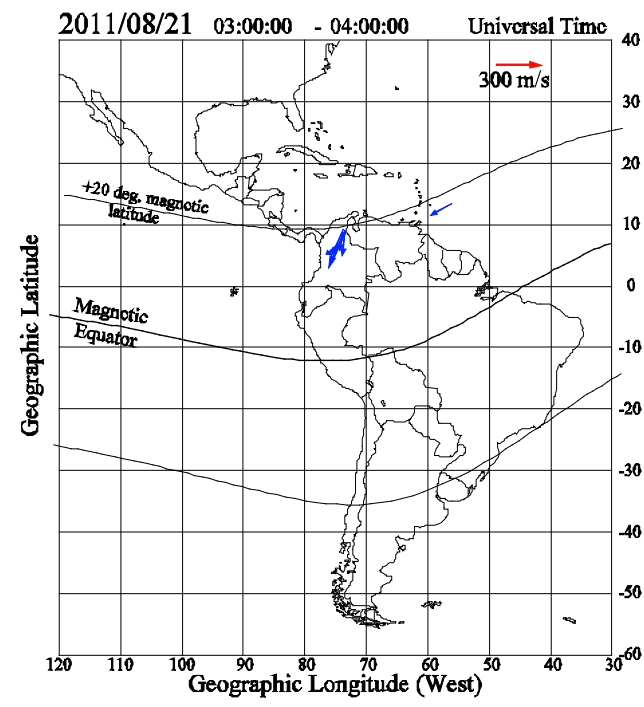 2011/08/21 03:00:00 - 04:00:00 Universal Time
300 m/s
+20 deg. magnotic
latitude
Magnotic
Equator
Geographic Latitude
40
30
20
10
0
-10
-20
-30
-40
-50
-60
120 110 100 90 80 70 60 50 40 30
Geographic Longitude (West)